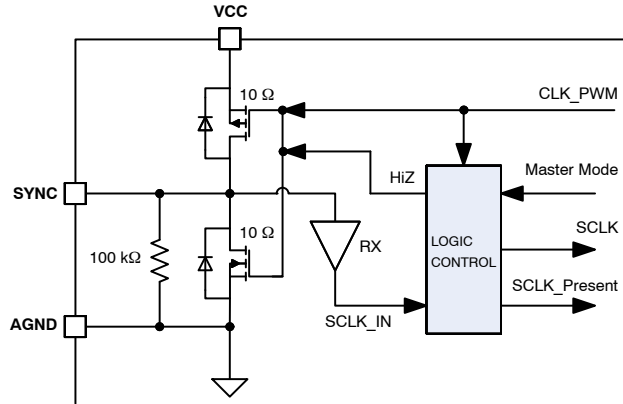 VCC
10 Ω
CLK_PWM
HiZ
Master Mode
SYNC
10 Ω
SCLK
100 kΩ
RX
LOGIC
CONTROL
SCLK_Present
AGND
SCLK_IN